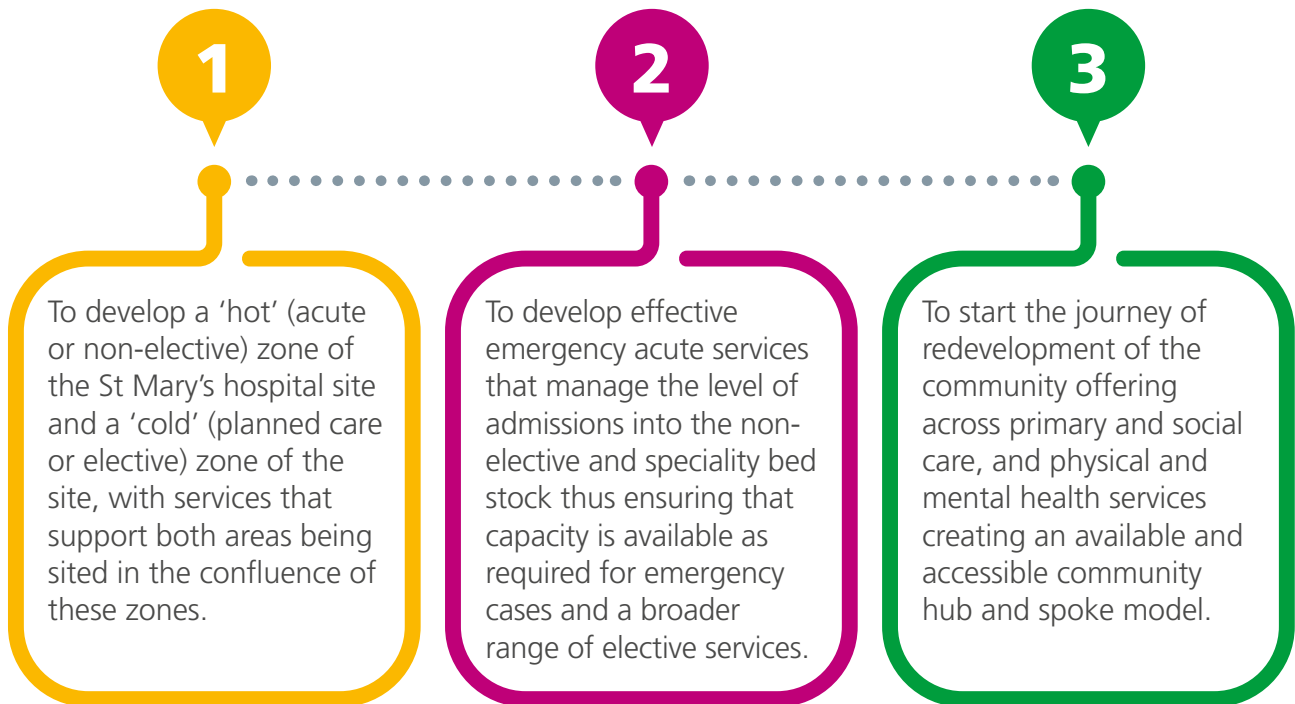 1
To develop a ‘hot’ (acute
or non-elective) zone of
the St Mary’s hospital site
and a ‘cold’ (planned care
or elective) zone of the
site, with services that
support both areas being
sited in the confluence of
these zones.
2
To develop effective
emergency acute services
that manage the level of
admissions into the non-
elective and speciality bed
stock thus ensuring that
capacity is available as
required for emergency
cases and a broader
range of elective services.
3
To start the journey of
redevelopment of the
community offering
across primary and social
care, and physical and
mental health services
creating an available and
accessible community
hub and spoke model.